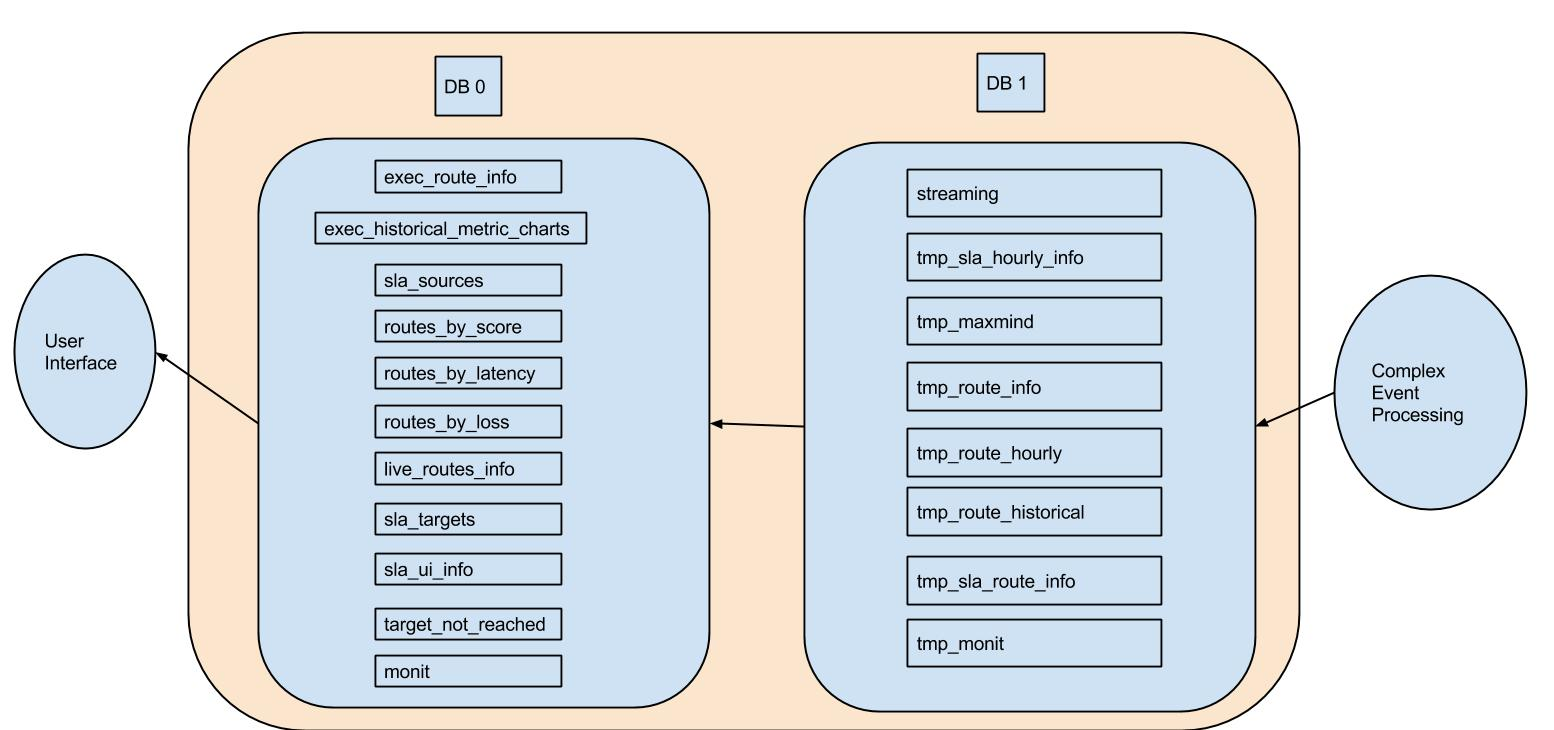 DB 0
DB 1
exec_route_info
exec_historical_metric_charts
sla_sources
routes_by_score
routes_by_latency
routes_by_loss
live_routes_info
sla_targets
sla_ui_info
target_not_reached
monit
streaming
tmp_sla_hourly_info
tmp_maxmind
tmp_route_info
tmp_route_hourly
tmp_route_historical
tmp_sla_route_info
tmp_monit
User
Interface
Complex
Event
Processing